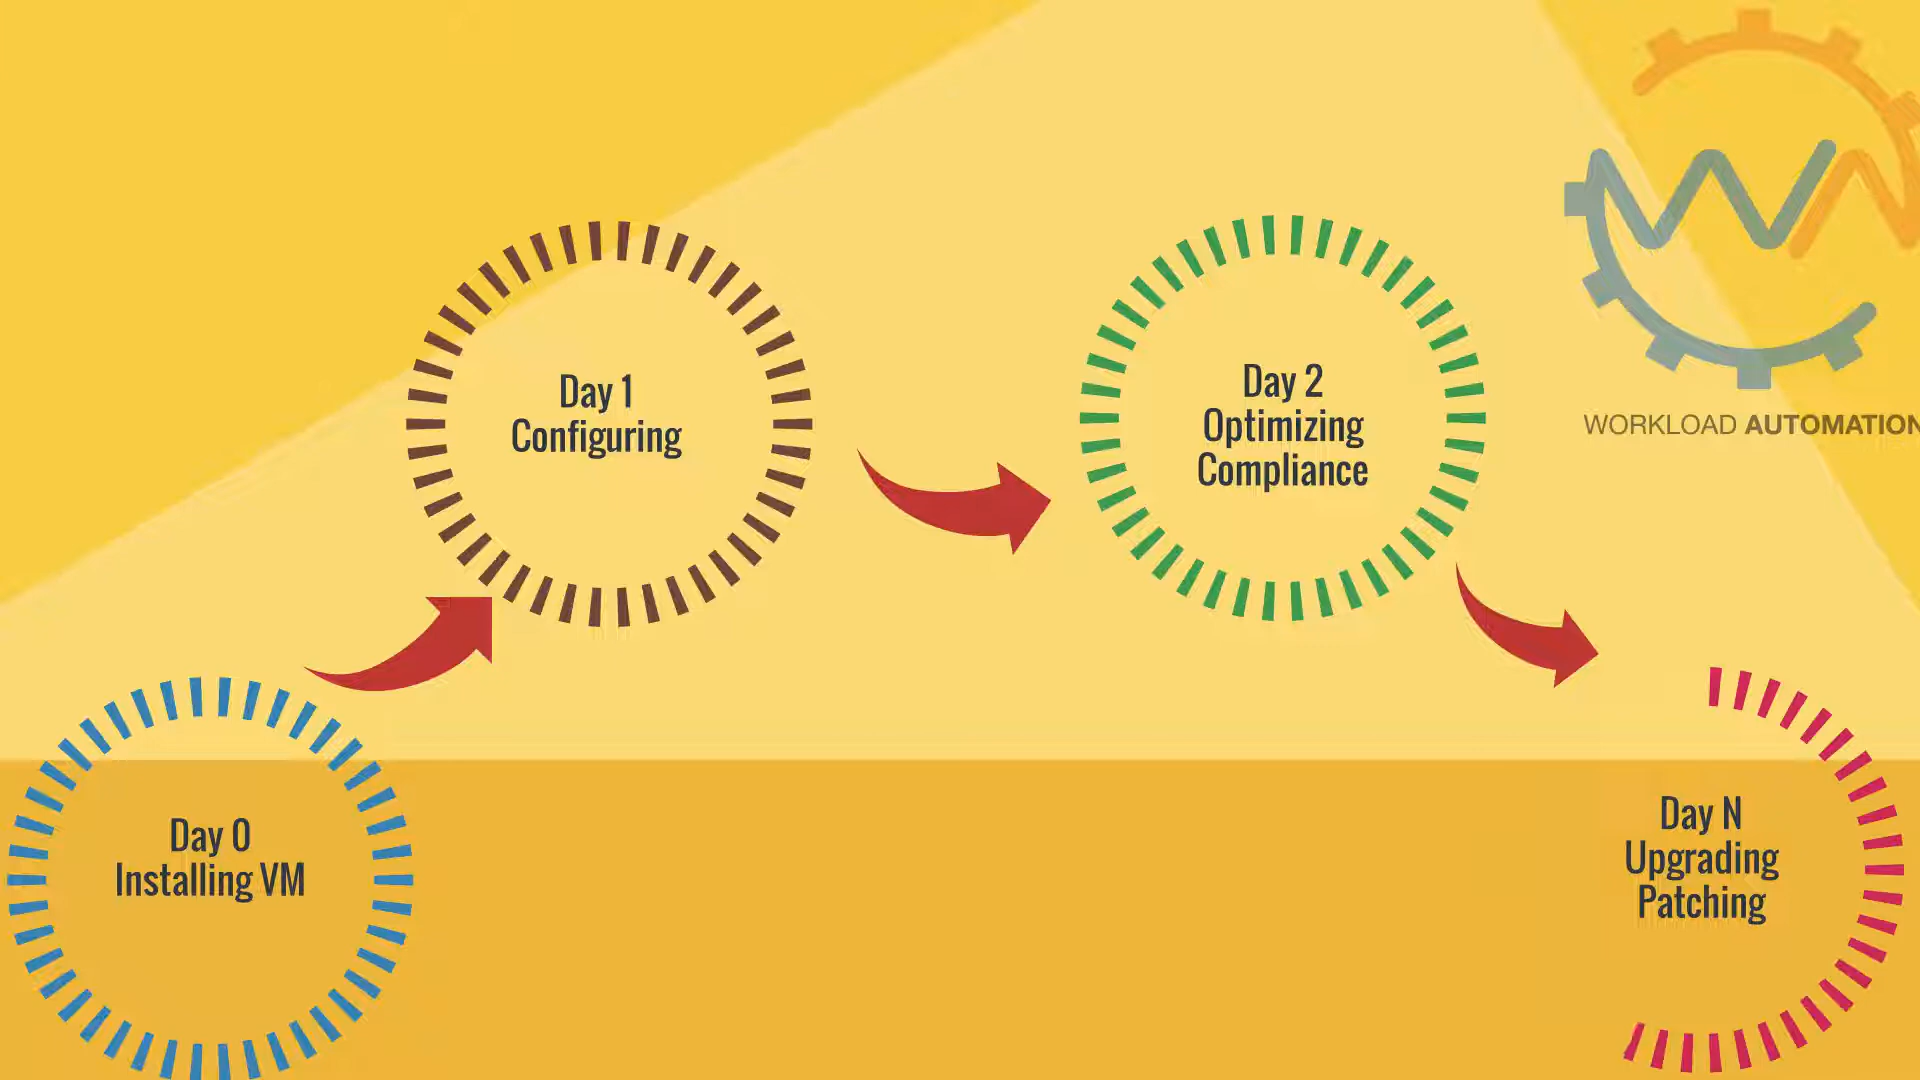 Day 1
Configuring
Day 2
Optimizing
Compliance
WORKLOAD AUTOMATION
Day 0
Installing VM
Day N
Upgrading
Patching